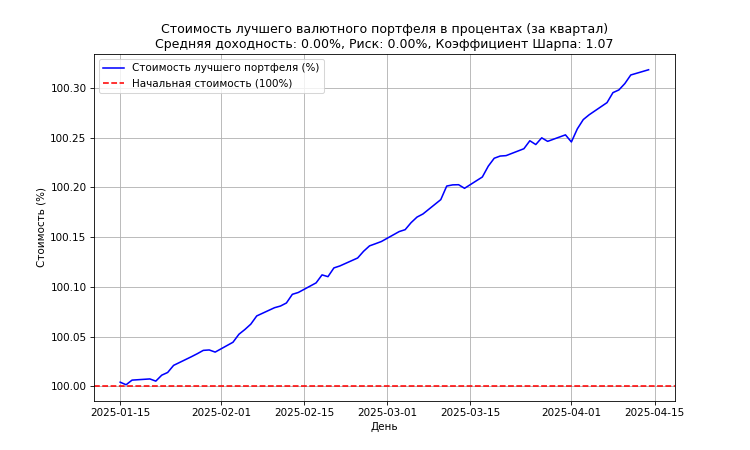 Стоимость лучшего валютного портфеля в процентах (за квартал)
Средняя доходность: 0.00%, Риск: 0.00%, Коэффициент Шарпа: 1.07
Стоимость лучшего портфеля (%)
Начальная стоимость (100%)
Стоимость (%)
100.30
100.25
100.20
100.15
100.10
100.05
100.00
2025-01-15
2025-02-01
2025-02-15
2025-03-01
2025-03-15
2025-04-01
2025-04-15
День